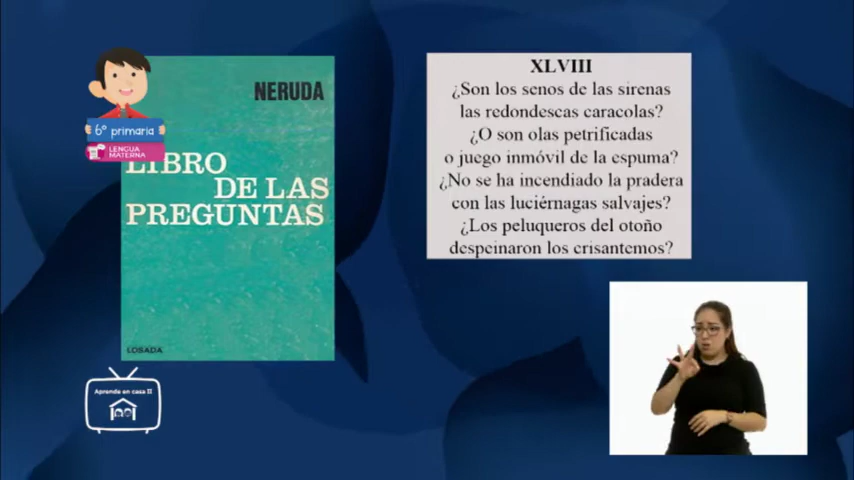 6º primaria
LENGUA
MATERNA
NERUDA
LIBRO
DE LAS
PREGUNTAS
LOSADA
XLVIII
¿Son los senos de las sirenas
las redondescas caracolas?
¿O son olas petrificadas
o juego inmóvil de la espuma?
¿No se ha incendiado la pradera
con las luciérnagas salvajes?
¿Los peluqueros del otoño
despeinaron los crisantemos?
Aprende en casa II